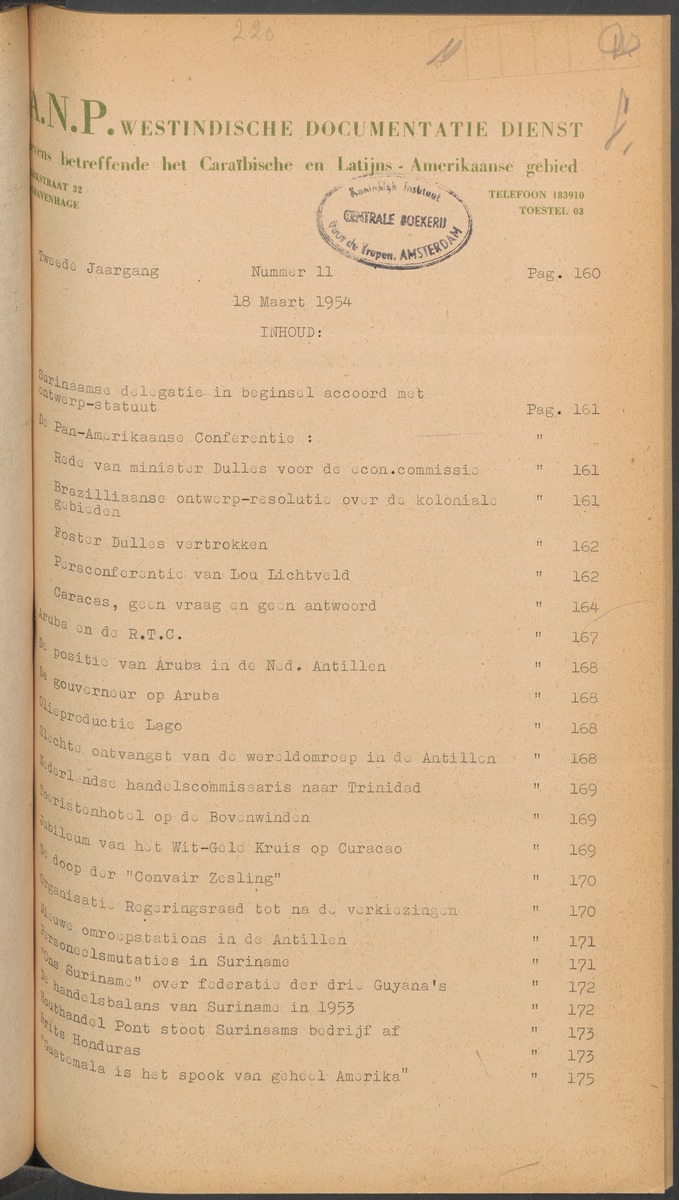 220
A.N.P. WESTINDISCHE DOCUMENTATIE DIENST
evens betreffende het Caraïbische en Latijns-Amerikaanse gebied
RKSTRAAT 32
RAVENHAGE
TELEFOON 183910
TOESTEL 03
Koninklijk Instituut
CENTRALE BOEKERIJ
voor de Tropen, AMSTERDAM
Tweede Jaargang Nummer 11 Pag. 160
18 Maart 1954
INHOUD:
Surinaamse delegatie in beginsel accoord met
ontwerp-statuut Pag. 161
De Pan-Amerikaanse Conferentie : "
Rede van minister Dulles voor de econ.commissie " 161
Brazilliaanse ontwerp-resolutie over de koloniale " 161
gebieden
Foster Dulles vertrokken " 162
Persconferentie van Lou Lichtveld " 162
Caracas, geen vraag en geen antwoord " 164
Aruba en de R.T.C. " 167
De positie van Aruba in de Ned. Antillen " 168
De gouverneur op Aruba " 168
Olieproductie Lago " 168
Slechte ontvangst van de wereldomroep in de Antillen " 168
Nederlandse handelscommissaris naar Trinidad " 169
Toeristenhotel op de Bovenwinden " 169
Jubileum van het Wit-Gele Kruis op Curacao " 169
De doop der "Convair Zesling" " 170
Organisatie Regeringsraad tot na de verkiezingen " 170
Nieuwe omroepstations in de Antillen " 171
Personeelsmutaties in Suriname " 171
"Ons Suriname" over federatie der drie Guyana's " 172
De handelsbalans van Suriname in 1953 " 172
Houthandel Pont stoot Surinaams bedrijf af " 173
Brits Honduras " 173
"Guatemala is het spook van geheel Amerika" " 175